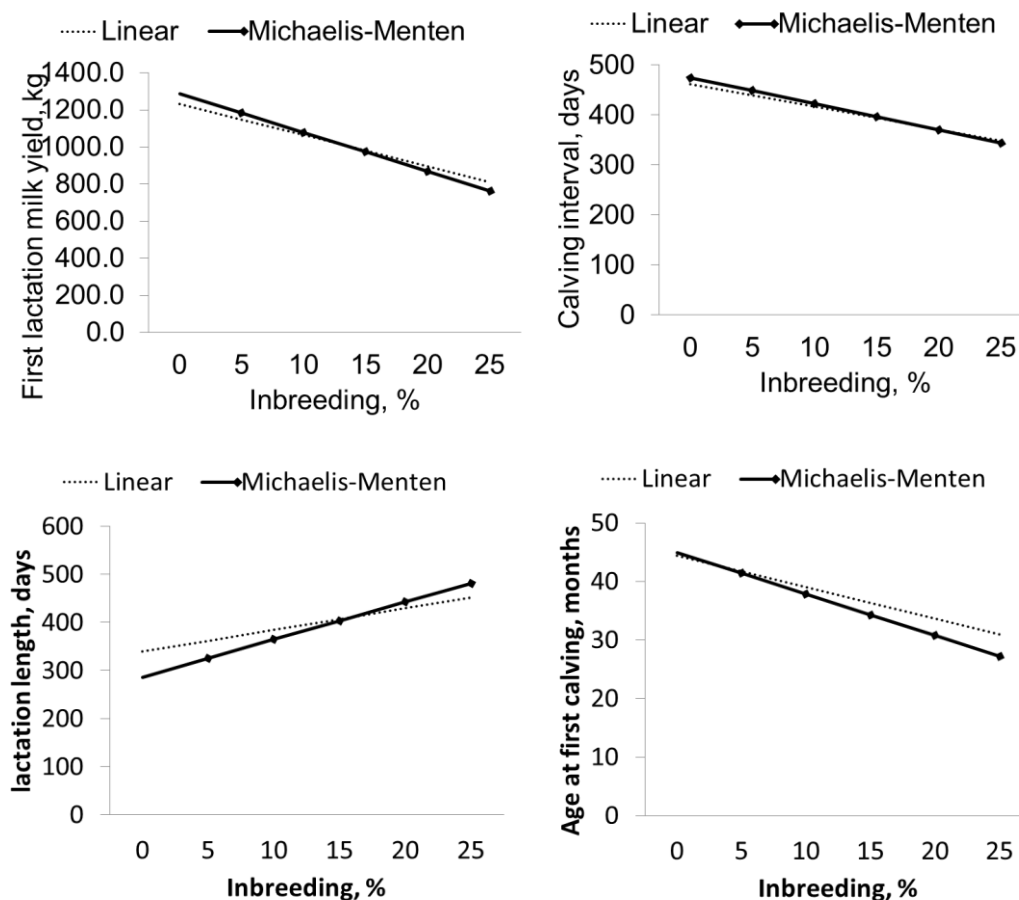 Linear Michaelis-Menten
First lactation milk yield, kg
1400.0
1200.0
1000.0
800.0
600.0
400.0
200.0
0.0
0 5 10 15 20 25
Inbreeding, %
Linear Michaelis-Menten
Calving interval, days
500
400
300
200
100
0
0 5 10 15 20 25
Inbreeding, %
Linear Michaelis-Menten
lactation length, days
600
500
400
300
200
100
0
0 5 10 15 20 25
Inbreeding, %
Linear Michaelis-Menten
Age at first calving, months
50
40
30
20
10
0
0 5 10 15 20 25
Inbreeding, %